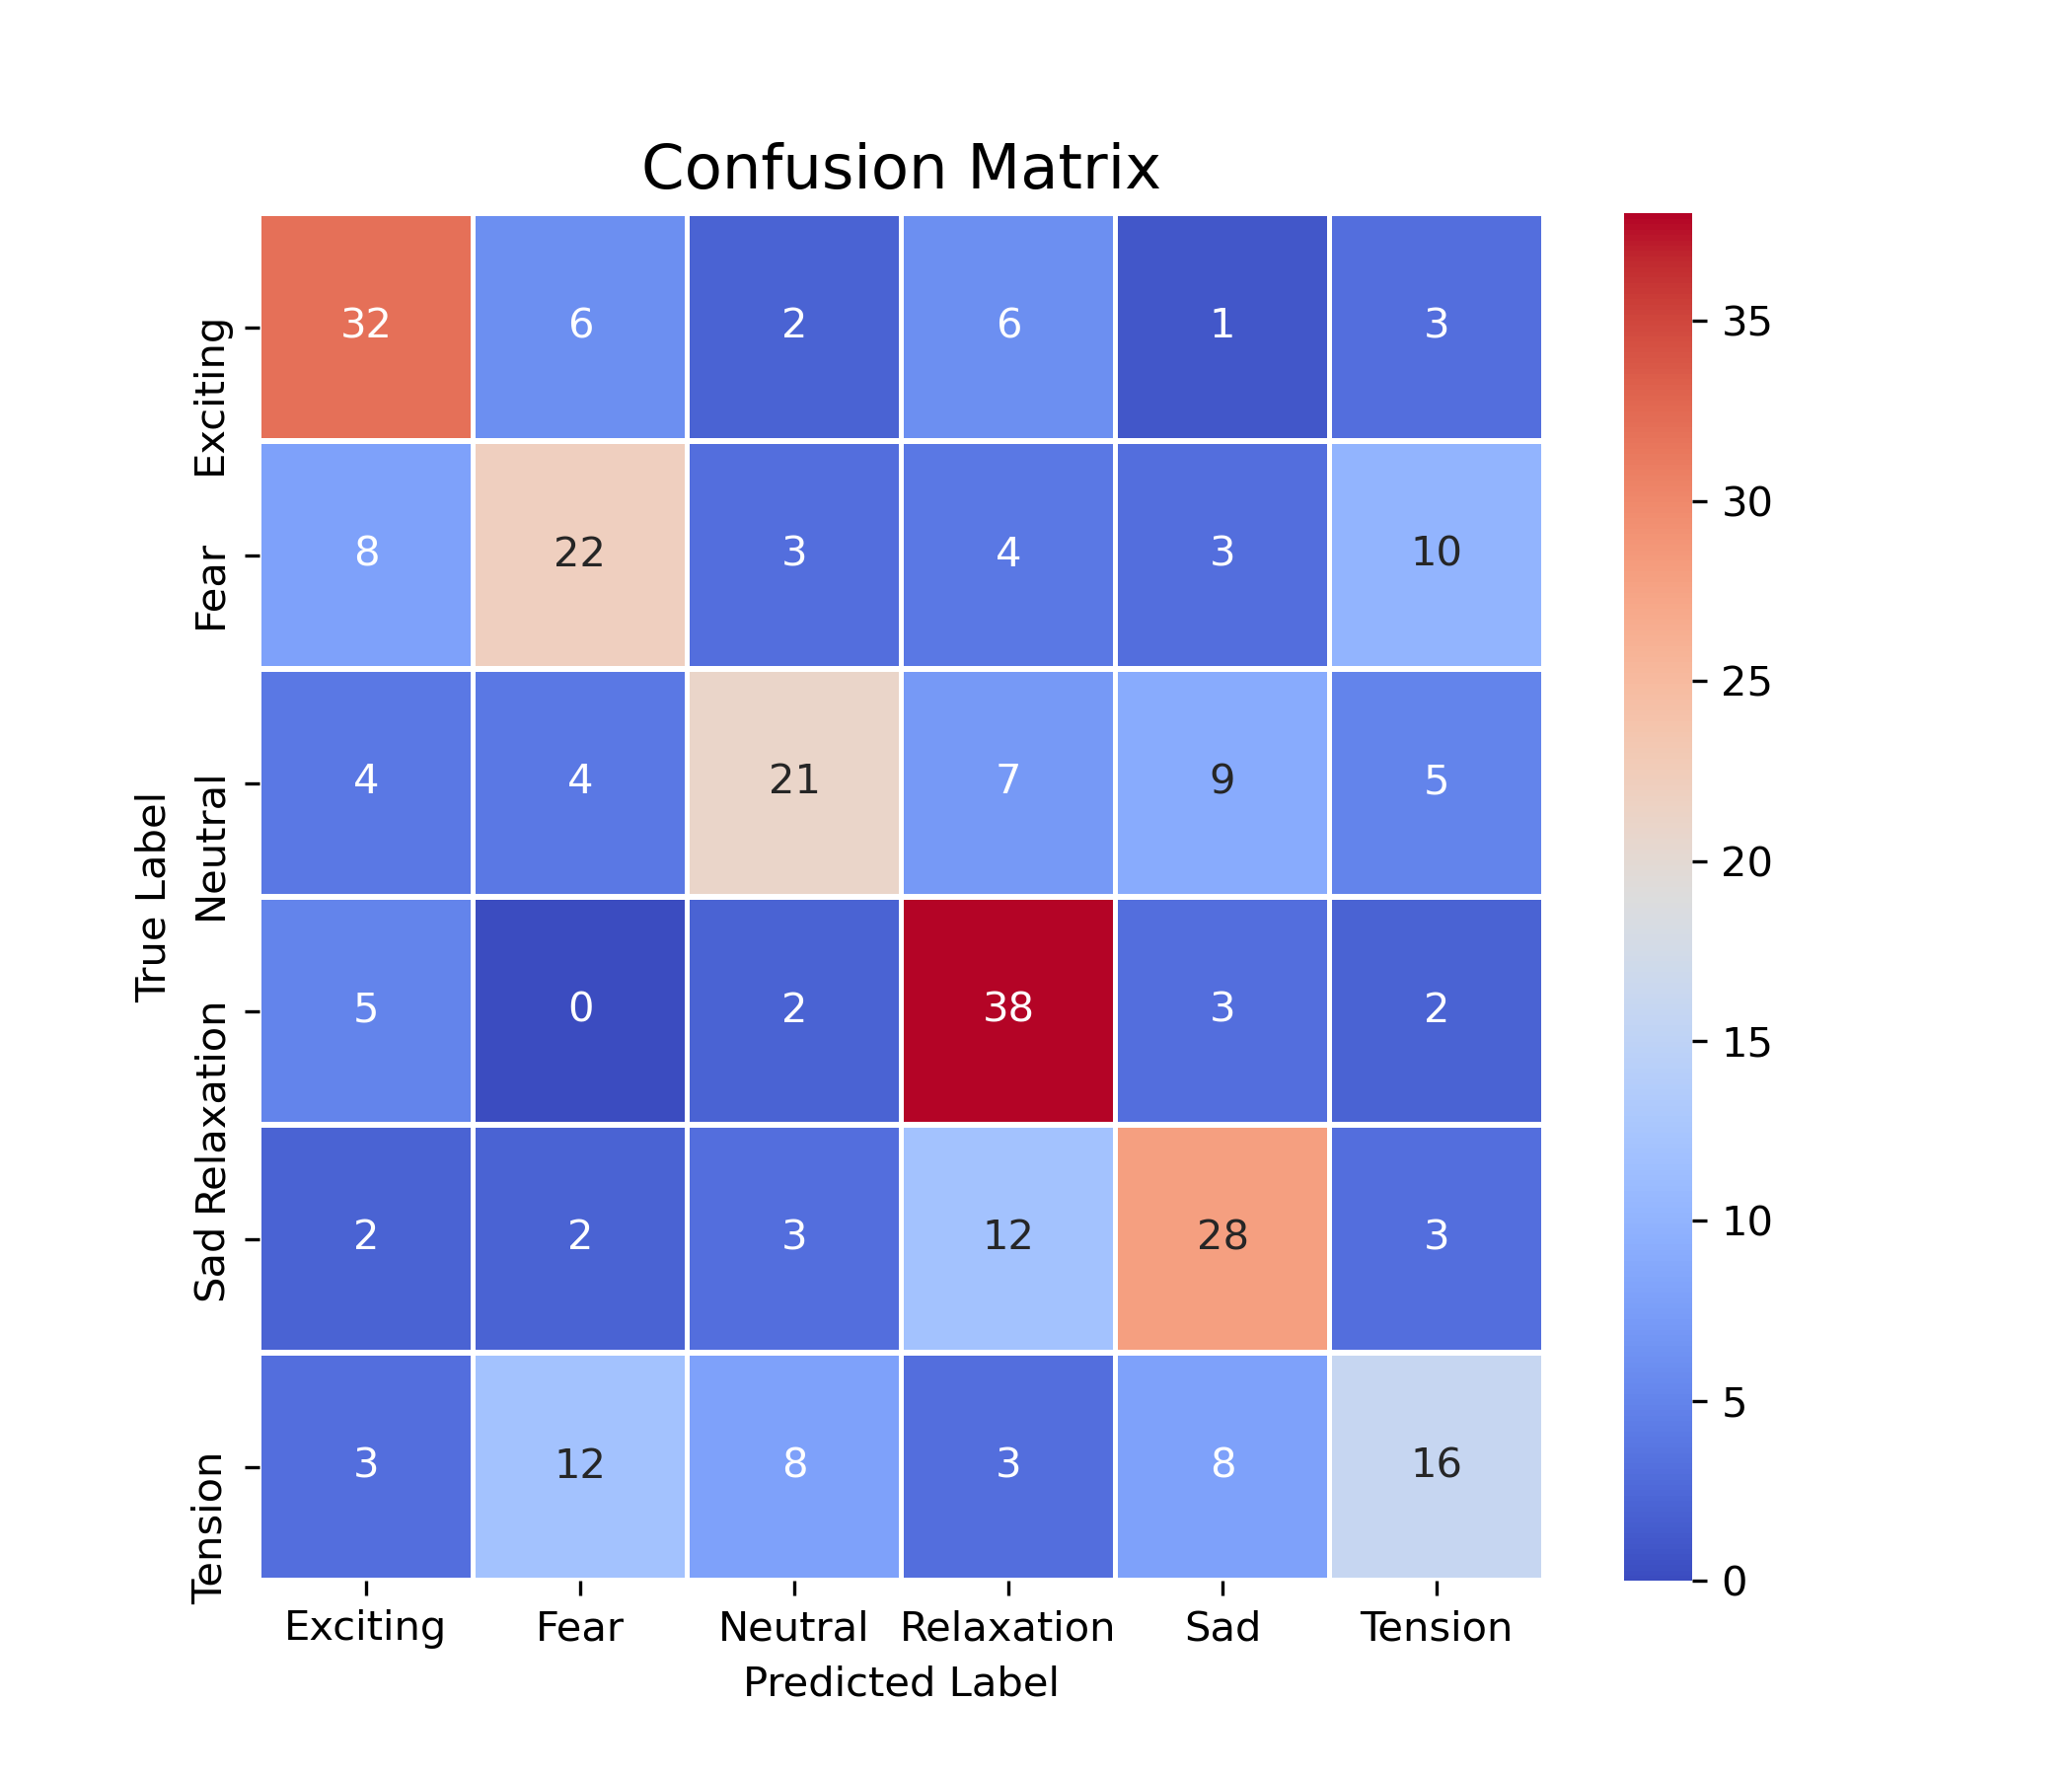 Confusion Matrix
Exciting 32 6 2 6 1 3
Fear 8 22 3 4 3 10
Neutral 4 4 21 7 9 5
Relaxation 5 0 2 38 3 2
Sad 2 2 3 12 28 3
Tension 3 12 8 3 8 16
Exciting Fear Neutral Relaxation Sad Tension
Predicted Label
True Label
35
30
25
20
15
10
5
0